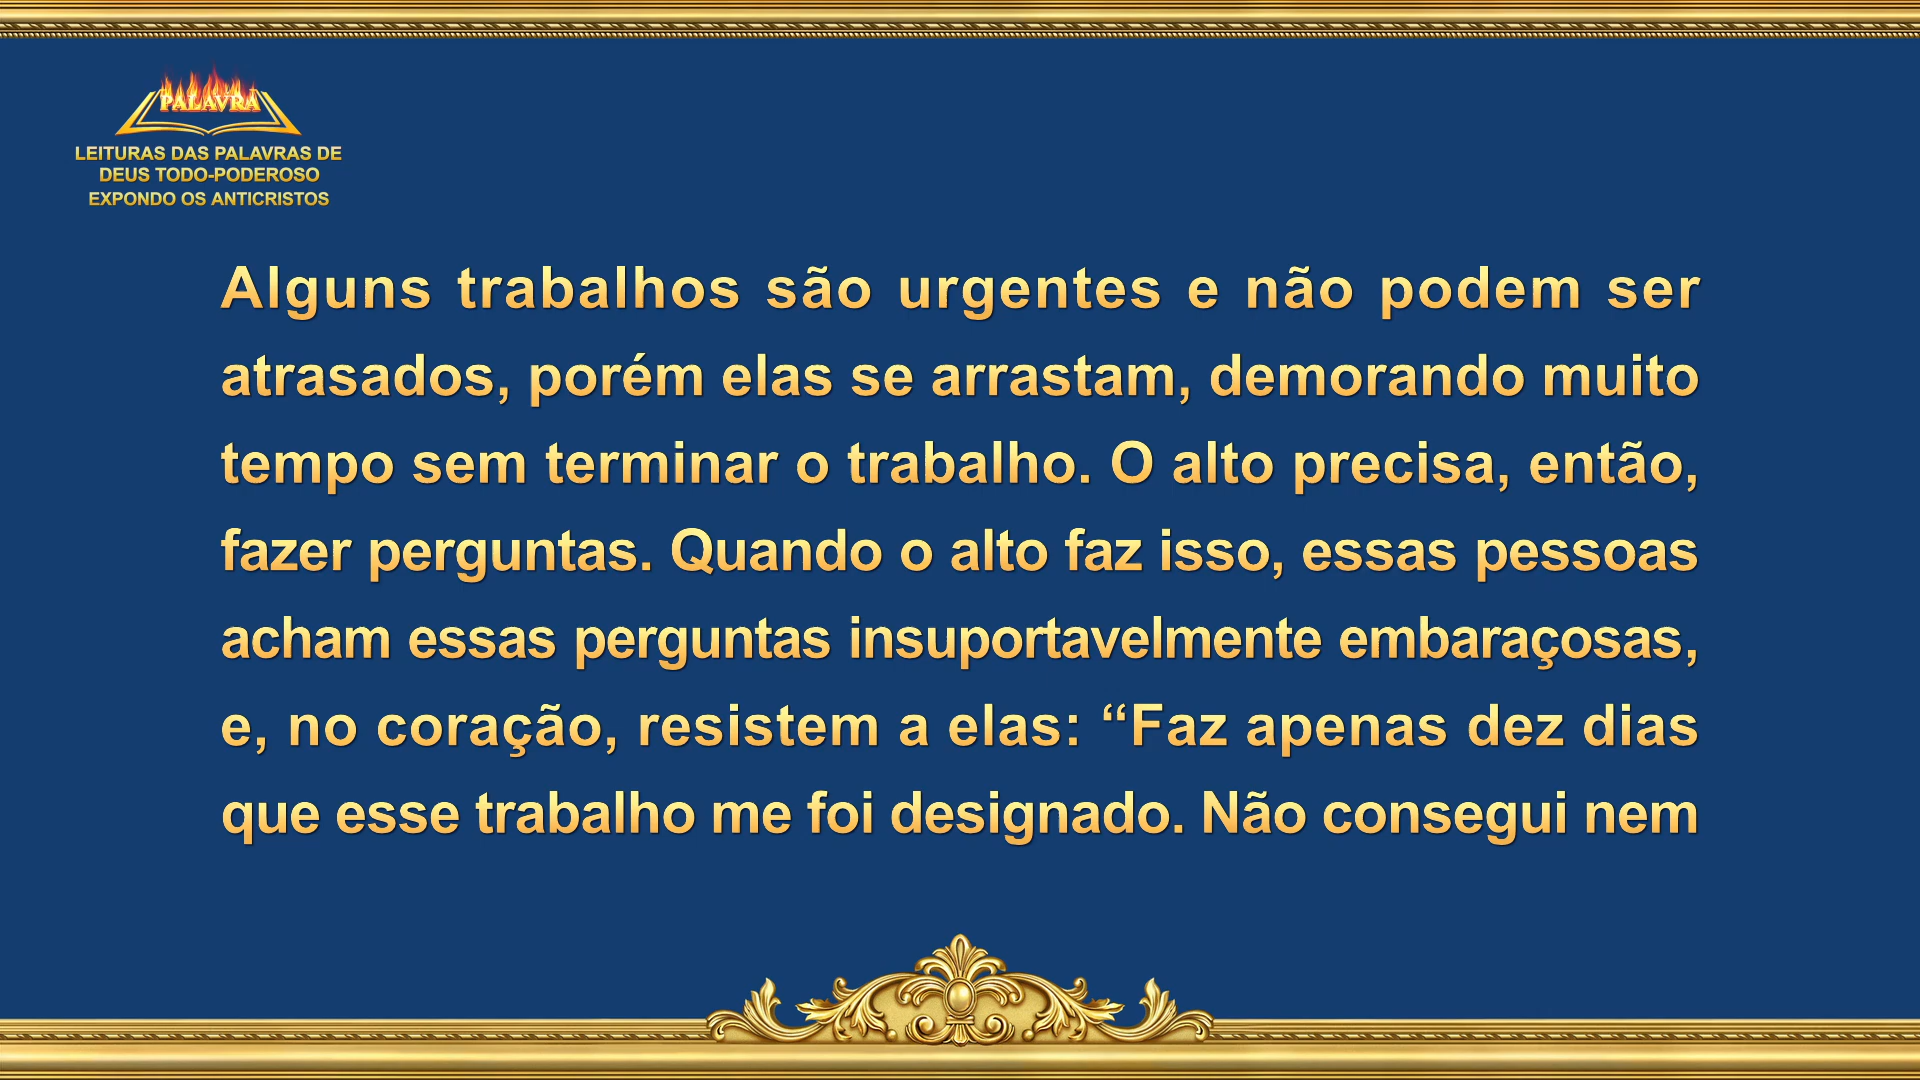 PALAVRA
LEITURAS DAS PALAVRAS DE
DEUS TODO-PODEROSO
EXPONDO OS ANTICRISTOS
Alguns trabalhos são urgentes e não podem ser
atrasados, porém elas se arrastam, demorando muito
tempo sem terminar o trabalho. O alto precisa, então,
fazer perguntas. Quando o alto faz isso, essas pessoas
acham essas perguntas insuportavelmente embaraçosas,
e, no coração, resistem a elas: “Faz apenas dez dias
que esse trabalho me foi designado. Não consegui nem